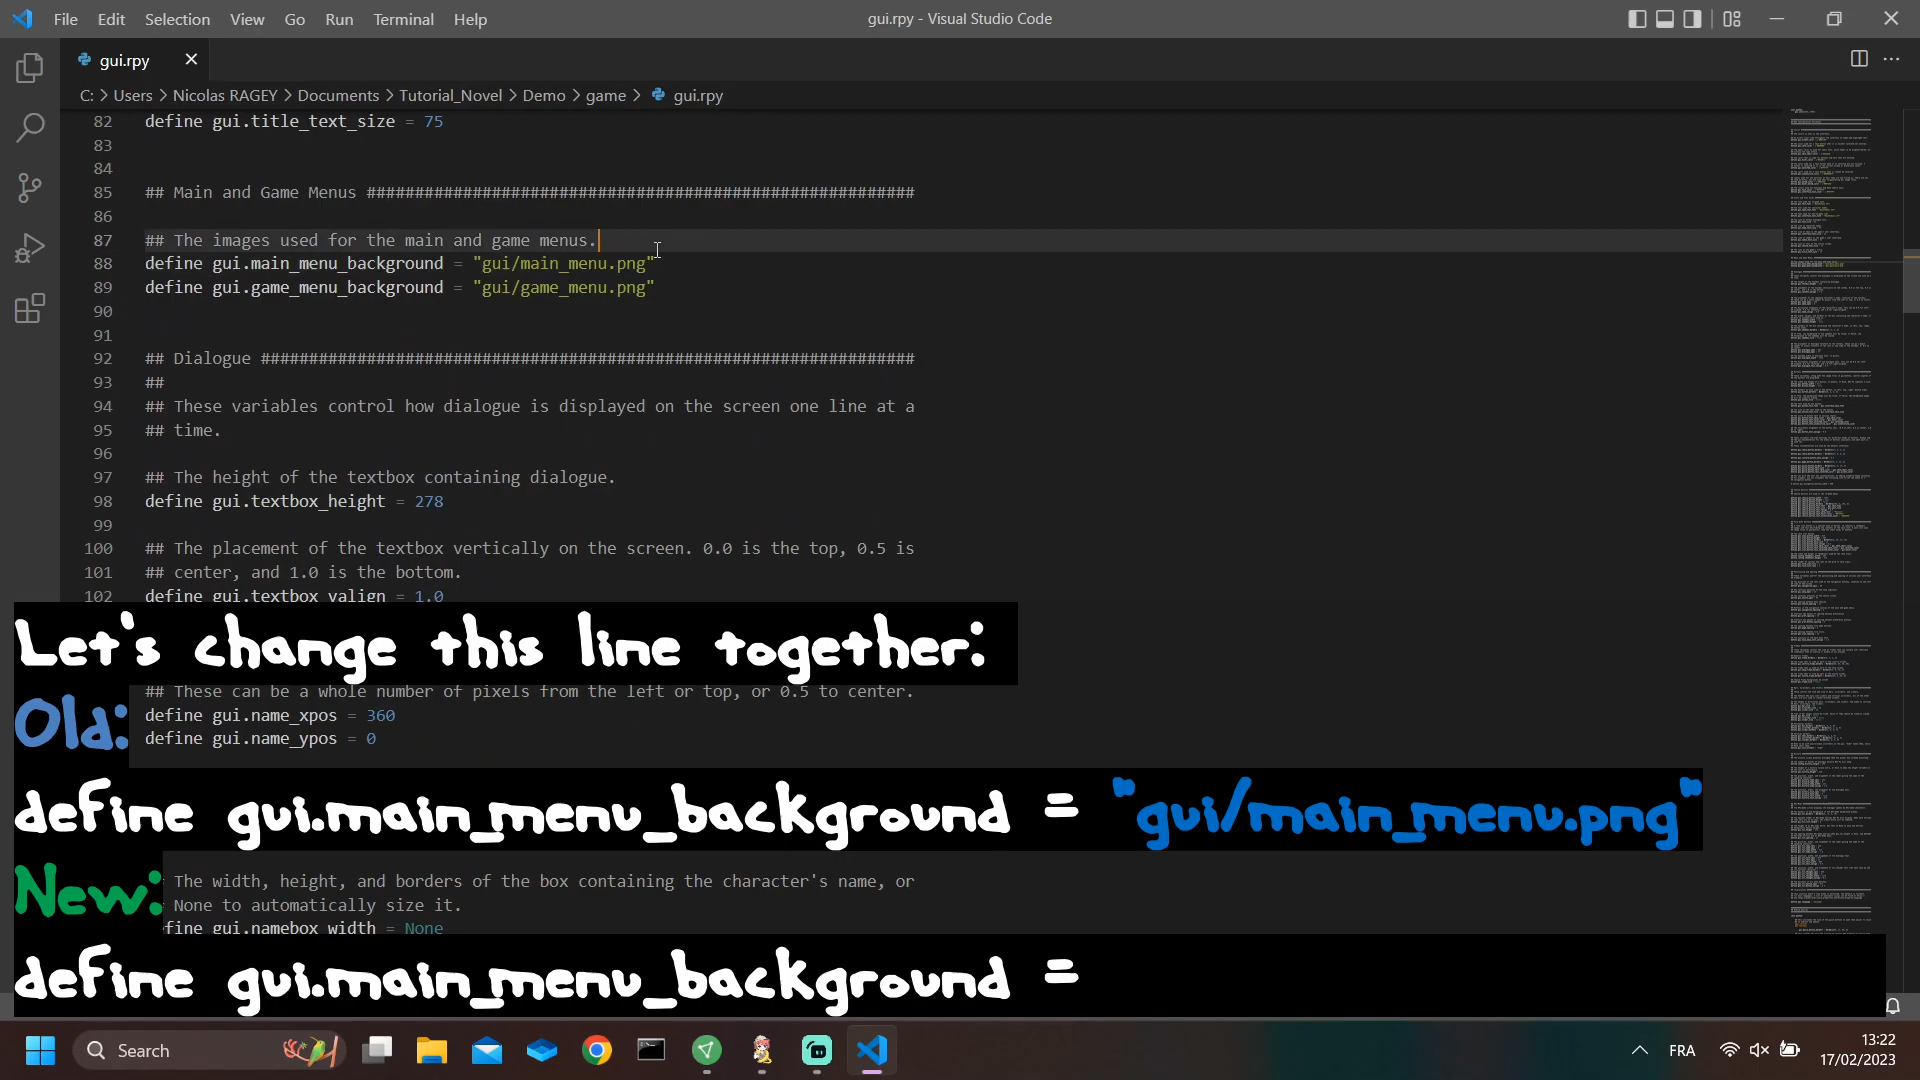 File Edit Selection View Go Run Terminal Help
gui.rpy - Visual Studio Code
gui.rpy
C: > Users > Nicolas RAGEY > Documents > Tutorial_Novel > Demo > game > gui.rpy
82 define gui.title_text_size = 75
83
84
85 ## Main and Game Menus #########################################################
86
87 ## The images used for the main and game menus.
88 define gui.main_menu_background = "gui/main_menu.png"
89 define gui.game_menu_background = "gui/game_menu.png"
90
91
92 ## Dialogue ####################################################################
93 ##
94 ## These variables control how dialogue is displayed on the screen one line at a
95 ## time.
96
97 ## The height of the textbox containing dialogue.
98 define gui.textbox_height = 278
99
100 ## The placement of the textbox vertically on the screen. 0.0 is the top, 0.5 is
101 ## center, and 1.0 is the bottom.
102 define gui.textbox_yalign = 1.0
Let's change this line together:
## These can be a whole number of pixels from the left or top, or 0.5 to center.
Old:
define gui.name_xpos = 360
define gui.name_ypos = 0
define gui.main_menu_background = "gui/main_menu.png"
New:
The width, height, and borders of the box containing the character's name, or
None to automatically size it.
fine gui.namebox_width = None
define gui.main_menu_background =
Search
FRA
13:22
17/02/2023